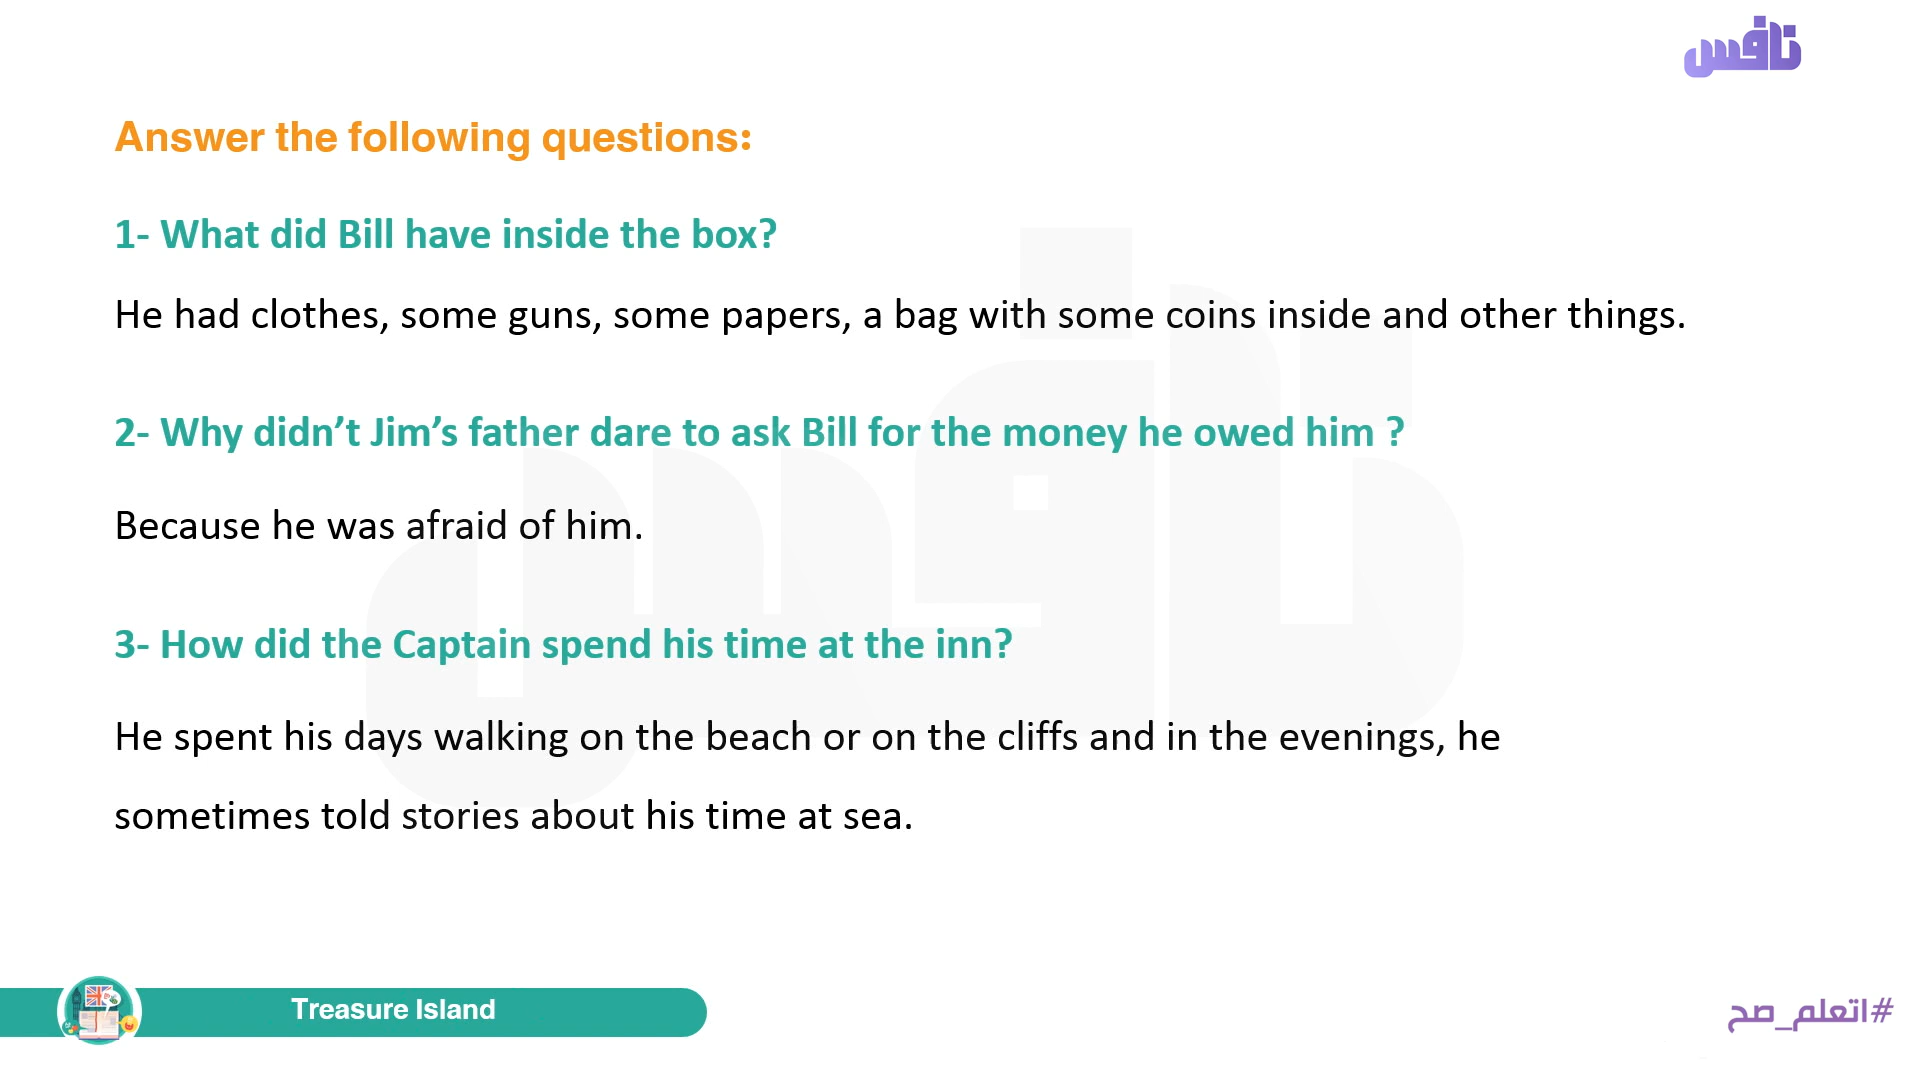 نافس
Answer the following questions:
1- What did Bill have inside the box?
He had clothes, some guns, some papers, a bag with some coins inside and other things.
2- Why didn’t Jim’s father dare to ask Bill for the money he owed him ?
Because he was afraid of him.
3- How did the Captain spend his time at the inn?
He spent his days walking on the beach or on the cliffs and in the evenings, he
sometimes told stories about his time at sea.
Treasure Island
#اتعلم_صح